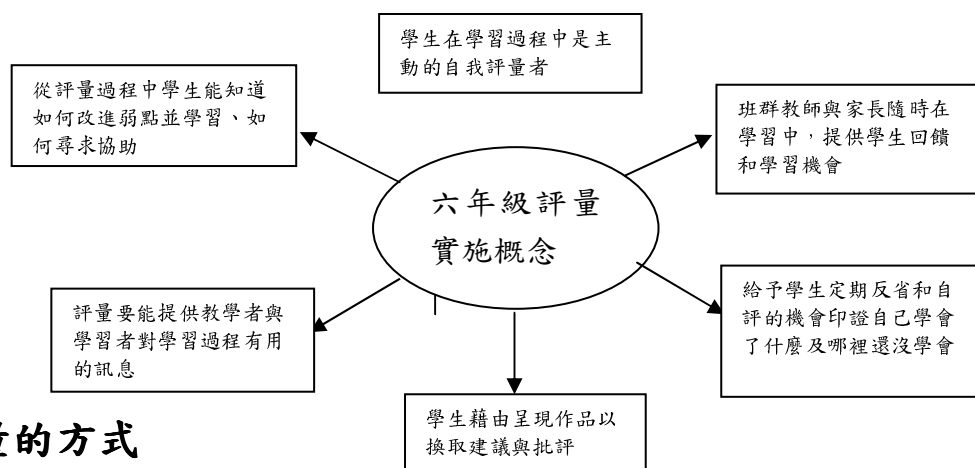 學生在學習過程中是主
動的自我評量者
從評量過程中學生能知道
如何改進弱點並學習、如
何尋求協助
班群教師與家長隨時在
學習中，提供學生回饋
和學習機會
六年級評量
實施概念
評量要能提供教學者與
學習者對學習過程有用
的訊息
給予學生定期反省和自
評的機會印證自己學會
了什麼及哪裡還沒學會
學生藉由呈現作品以
換取建議與批評
的方式